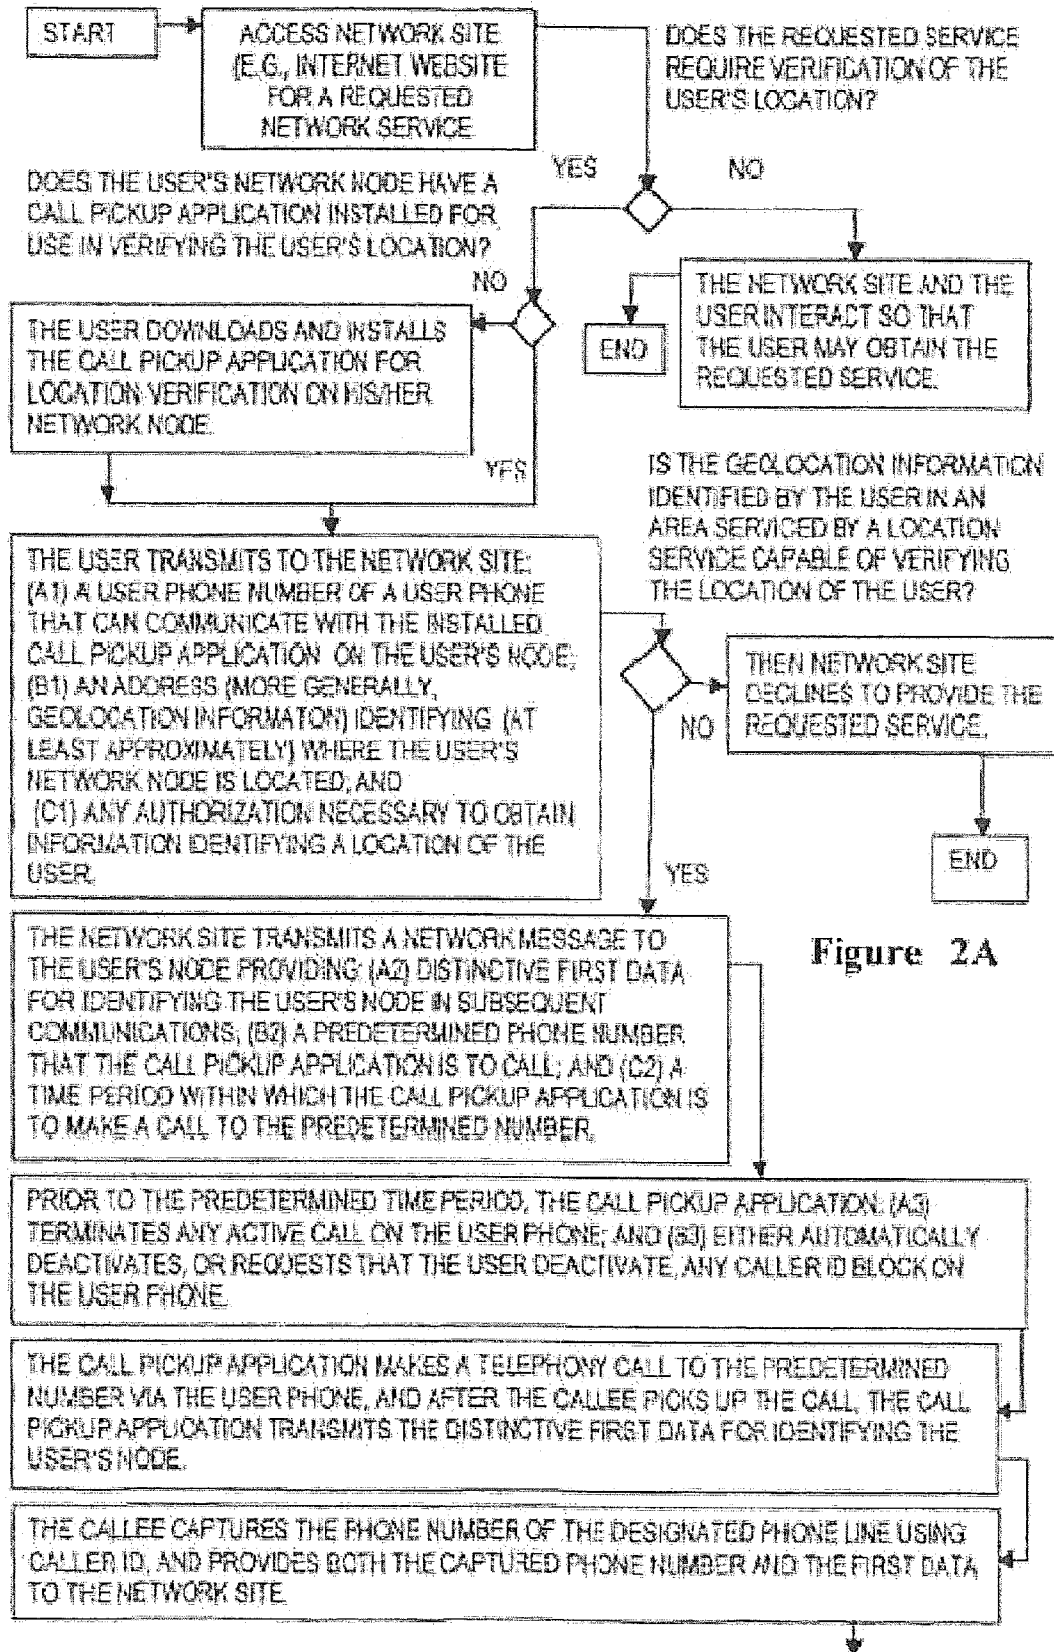 START
ACCESS NETWORK SITE
(E.G., INTERNET WEBSITE
FOR A REQUESTED
NETWORK SERVICE
DOES THE REQUESTED SERVICE
REQUIRE VERIFICATION OF THE
USER'S LOCATION?
YES
NO
DOES THE USER'S NETWORK NODE HAVE A
CALL PICKUP APPLICATION INSTALLED FOR
USE IN VERIFYING THE USER'S LOCATION?
NO
THE NETWORK SITE AND THE
USER INTERACT SO THAT
THE USER MAY OBTAIN THE
REQUESTED SERVICE.
END
THE USER DOWNLOADS AND INSTALLS
THE CALL PICKUP APPLICATION FOR
LOCATION VERIFICATION ON HIS/HER
NETWORK NODE.
YES
IS THE GEOLOCATION INFORMATION
IDENTIFIED BY THE USER IN AN
AREA SERVICED BY A LOCATION
SERVICE CAPABLE OF VERIFYING
THE LOCATION OF THE USER?
THE USER TRANSMITS TO THE NETWORK SITE:
(A1) A USER PHONE NUMBER OF A USER PHONE
THAT CAN COMMUNICATE WITH THE INSTALLED
CALL PICKUP APPLICATION ON THE USER'S NODE;
(B1) AN ADDRESS (MORE GENERALLY,
GEOLOCATION INFORMATON) IDENTIFYING (AT
LEAST APPROXIMATELY) WHERE THE USER'S
NETWORK NODE IS LOCATED; AND
(C1) ANY AUTHORIZATION NECESSARY TO OBTAIN
INFORMATION IDENTIFYING A LOCATION OF THE
USER.
THEN NETWORK SITE
DECLINES TO PROVIDE THE
REQUESTED SERVICE.
NO
END
YES
Figure 2A
THE NETWORK SITE TRANSMITS A NETWORK MESSAGE TO
THE USER'S NODE PROVIDING: (A2) DISTINCTIVE FIRST DATA
FOR IDENTIFYING THE USER'S NODE IN SUBSEQUENT
COMMUNICATIONS; (B2) A PREDETERMINED PHONE NUMBER
THAT THE CALL PICKUP APPLICATION IS TO CALL; AND (C2) A
TIME PERIOD WITHIN WHICH THE CALL PICKUP APPLICATION IS
TO MAKE A CALL TO THE PREDETERMINED NUMBER.
PRIOR TO THE PREDETERMINED TIME PERIOD, THE CALL PICKUP APPLICATION: (A3)
TERMINATES ANY ACTIVE CALL ON THE USER PHONE; AND (B3) EITHER AUTOMATICALLY
DEACTIVATES, OR REQUESTS THAT THE USER DEACTIVATE, ANY CALLER ID BLOCK ON
THE USER PHONE.
THE CALL PICKUP APPLICATION MAKES A TELEPHONY CALL TO THE PREDETERMINED
NUMBER VIA THE USER PHONE, AND AFTER THE CALLEE PICKS UP THE CALL, THE CALL
PICKUP APPLICATION TRANSMITS THE DISTINCTIVE FIRST DATA FOR IDENTIFYING THE
USER'S NODE.
THE CALLEE CAPTURES THE PHONE NUMBER OF THE DESIGNATED PHONE LINE USING
CALLER ID, AND PROVIDES BOTH THE CAPTURED PHONE NUMBER AND THE FIRST DATA
TO THE NETWORK SITE.